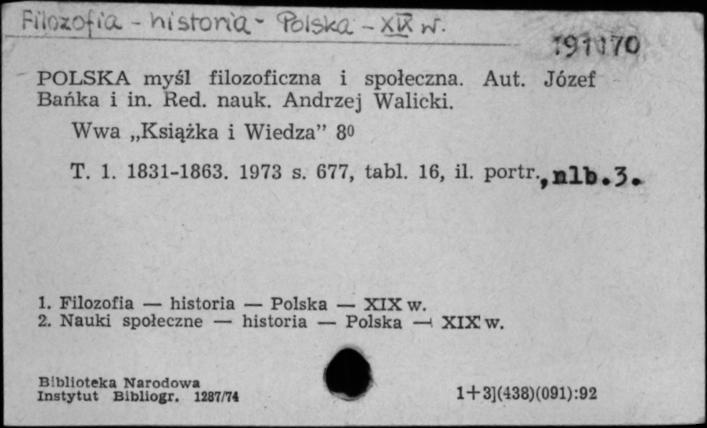 Filozofia - historia - Polska - XIX w.
191170
POLSKA myśl filozoficzna i społeczna. Aut. Józef
Bańka i in. Red. nauk. Andrzej Walicki.
Wwa „Książka i Wiedza” 8⁰
T. 1. 1831-1863. 1973 s. 677, tabl. 16, il. portr., nlb.3.
1. Filozofia — historia — Polska — XIX w.
2. Nauki społeczne — historia — Polska — XIX w.
Biblioteka Narodowa
Instytut Bibliogr. 1287/74
1+3](438)(091):92